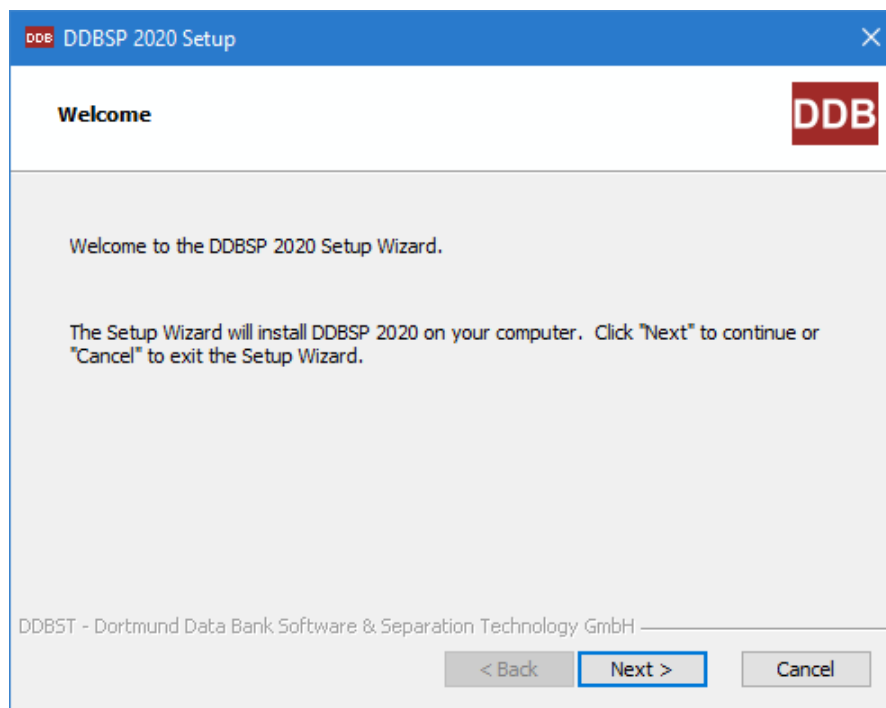 DDB DDBSP 2020 Setup
Welcome
DDB
Welcome to the DDBSP 2020 Setup Wizard.
The Setup Wizard will install DDBSP 2020 on your computer.  Click "Next" to continue or
"Cancel" to exit the Setup Wizard.
DDBST - Dortmund Data Bank Software & Separation Technology GmbH
< Back Next > Cancel